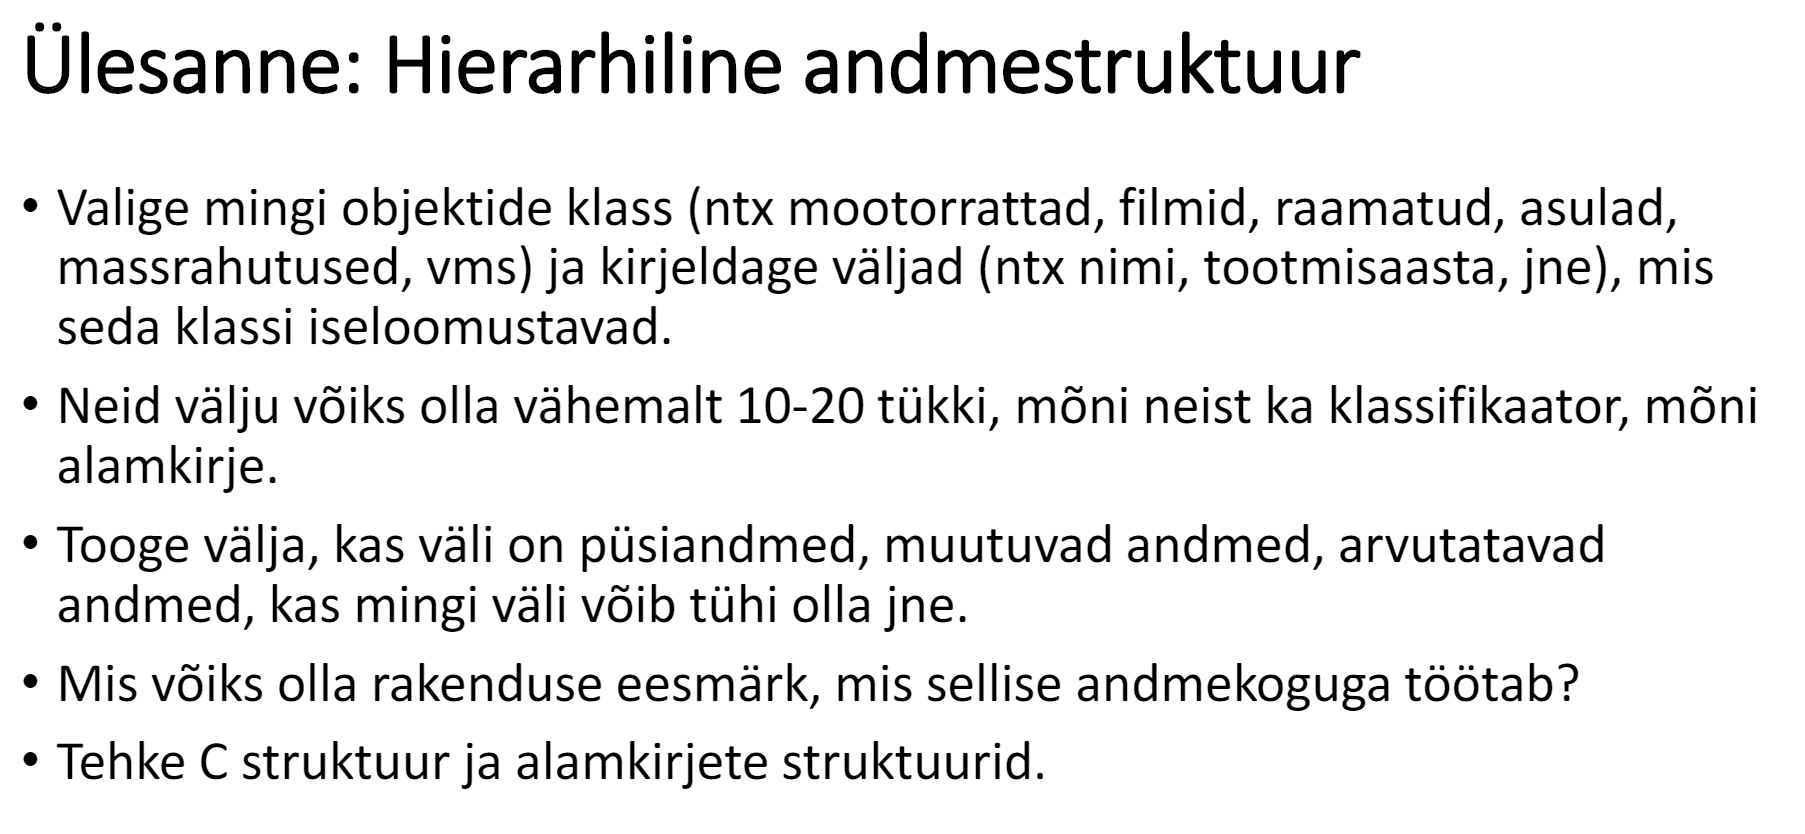 Ülesanne: Hierarhiline andmestruktuur
• Valige mingi objektide klass (ntx mootorrattad, filmid, raamatud, asulad,
massrahutused, vms) ja kirjeldage väljad (ntx nimi, tootmisaasta, jne), mis
seda klassi iseloomustavad.
• Neid välju võiks olla vähemalt 10-20 tükki, mõni neist ka klassifikaator, mõni
alamkirje.
• Tooge välja, kas väli on püsiandmed, muutuvad andmed, arvutatavad
andmed, kas mingi väli võib tühi olla jne.
• Mis võiks olla rakenduse eesmärk, mis sellise andmekoguga töötab?
• Tehke C struktuur ja alamkirjete struktuurid.